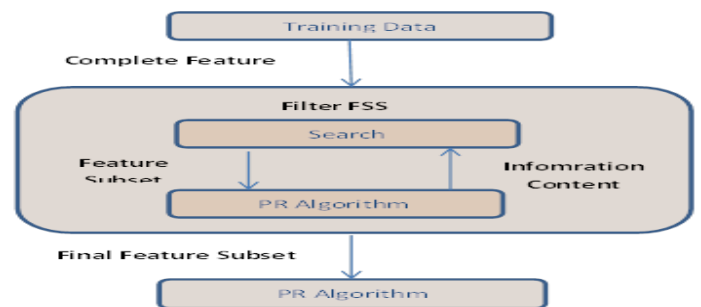 Training Data
Complete Feature
Filter FSS
Search
Feature
Subset
Infomration
Content
PR Algorithm
Final Feature Subset
PR Algorithm